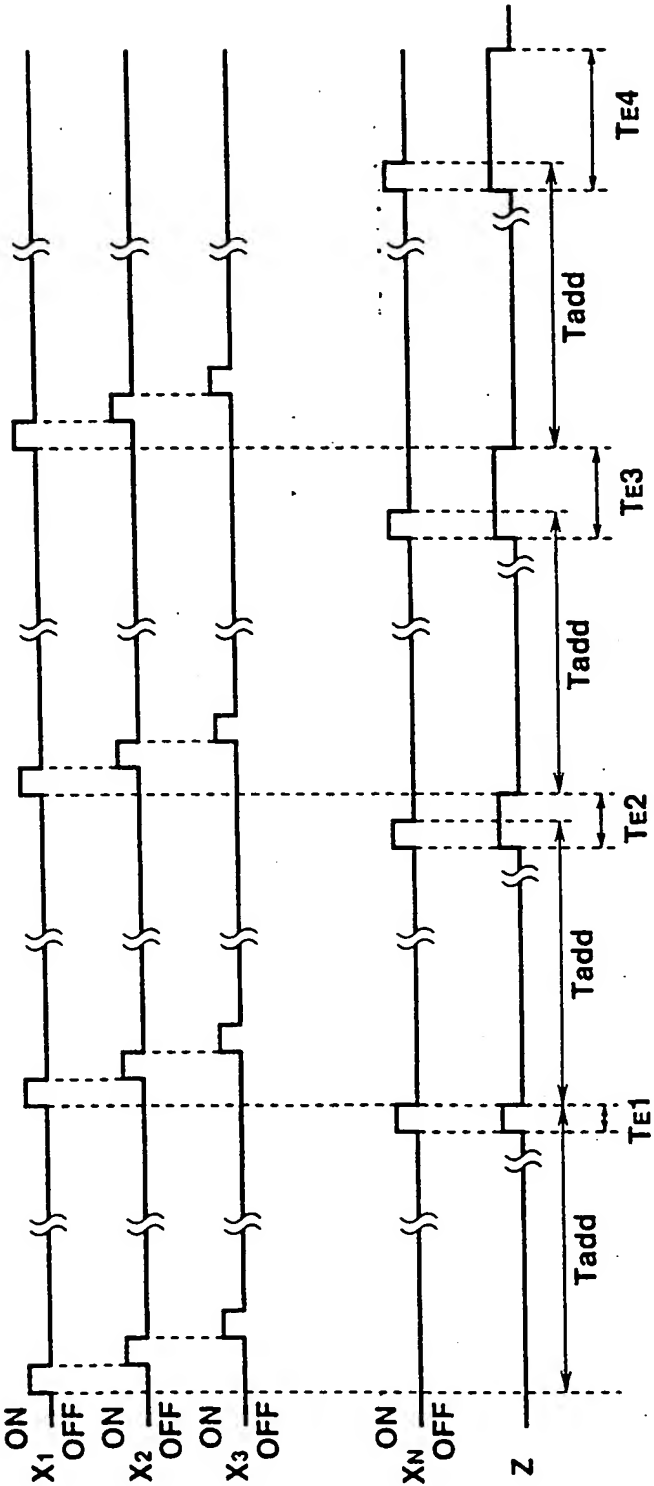 ON
X1
OFF
ON
X2
OFF
ON
X3
OFF
ON
XN
OFF
Z
Tadd
TE1
Tadd
TE2
Tadd
TE3
Tadd
TE4